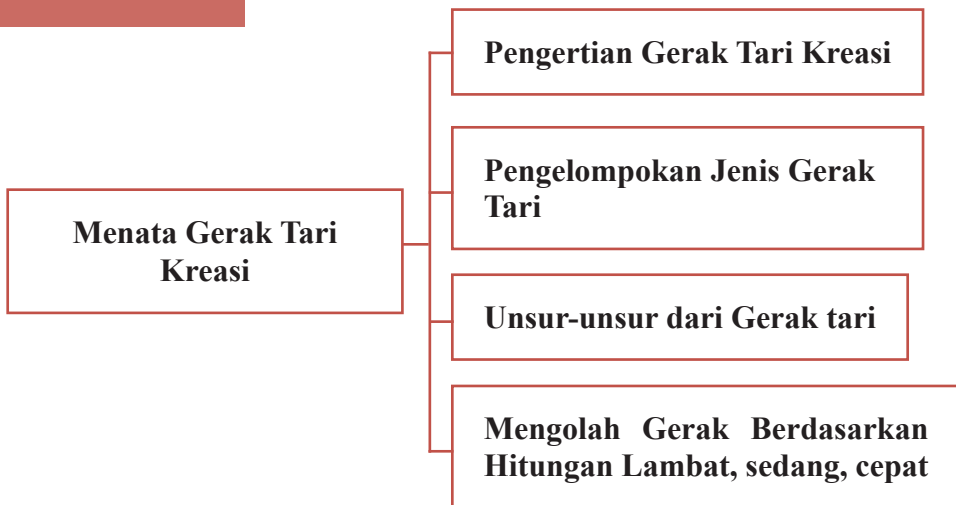 Pengertian Gerak Tari Kreasi
Pengelompokan Jenis Gerak
Tari
Menata Gerak Tari
Kreasi
Unsur-unsur dari Gerak tari
Mengolah Gerak Berdasarkan
Hitungan Lambat, sedang, cepat